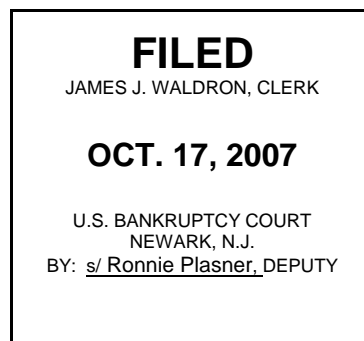 FILED
JAMES J. WALDRON, CLERK
OCT. 17, 2007
U.S. BANKRUPTCY COURT
NEWARK, N.J.
BY: s/ Ronnie Plasner, DEPUTY